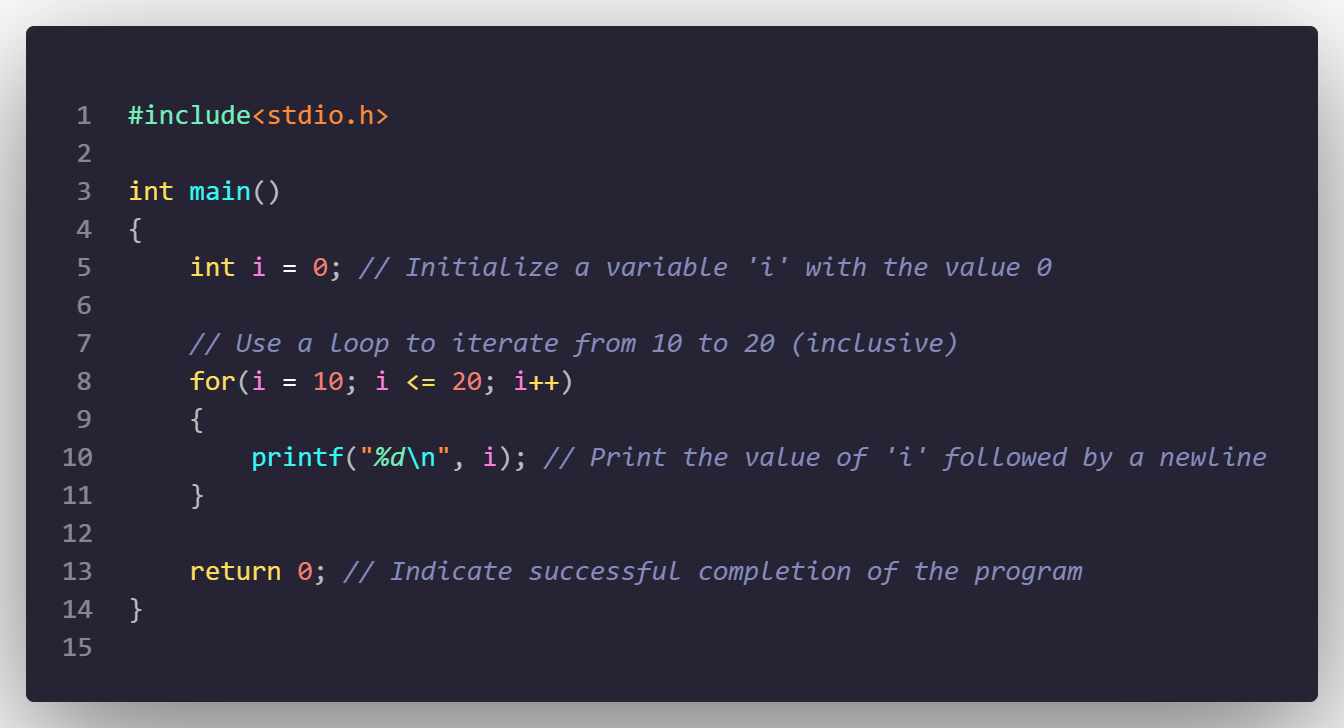 1 #include<stdio.h>
2
3 int main()
4 {
5     int i = 0; // Initialize a variable 'i' with the value 0
6
7     // Use a loop to iterate from 10 to 20 (inclusive)
8     for(i = 10; i <= 20; i++)
9     {
10         printf("%d\n", i); // Print the value of 'i' followed by a newline
11     }
12
13     return 0; // Indicate successful completion of the program
14 }
15